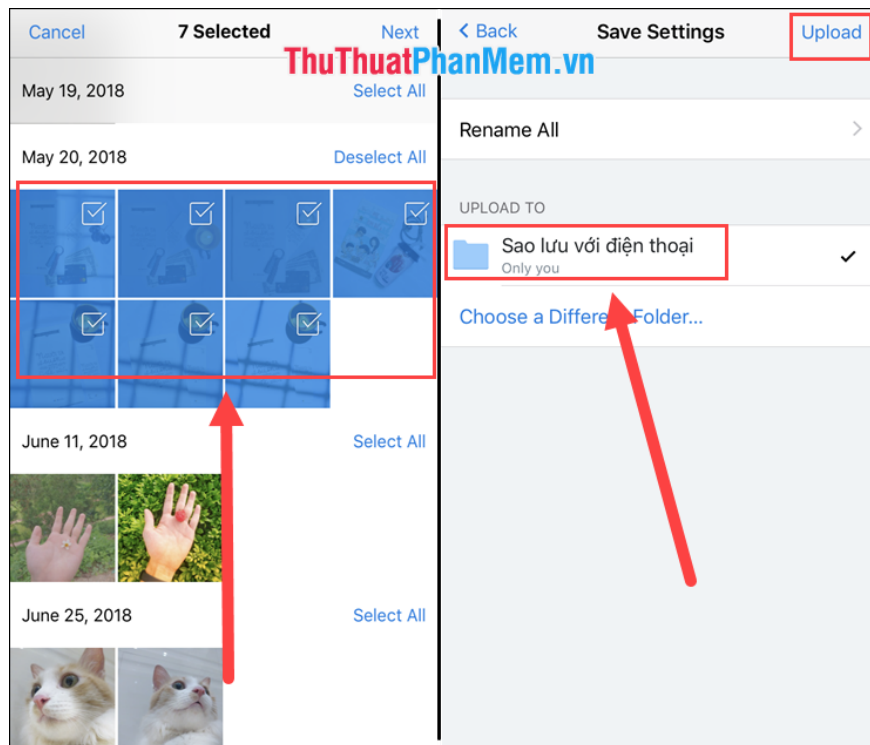 Cancel
7 Selected
Next
May 19, 2018
Select All
May 20, 2018
Deselect All
June 11, 2018
Select All
June 25, 2018
Select All
ThuThuatPhanMem.vn
Back
Save Settings
Upload
Rename All
UPLOAD TO
Sao lưu với điện thoại
Only you
Choose a Different Folder...